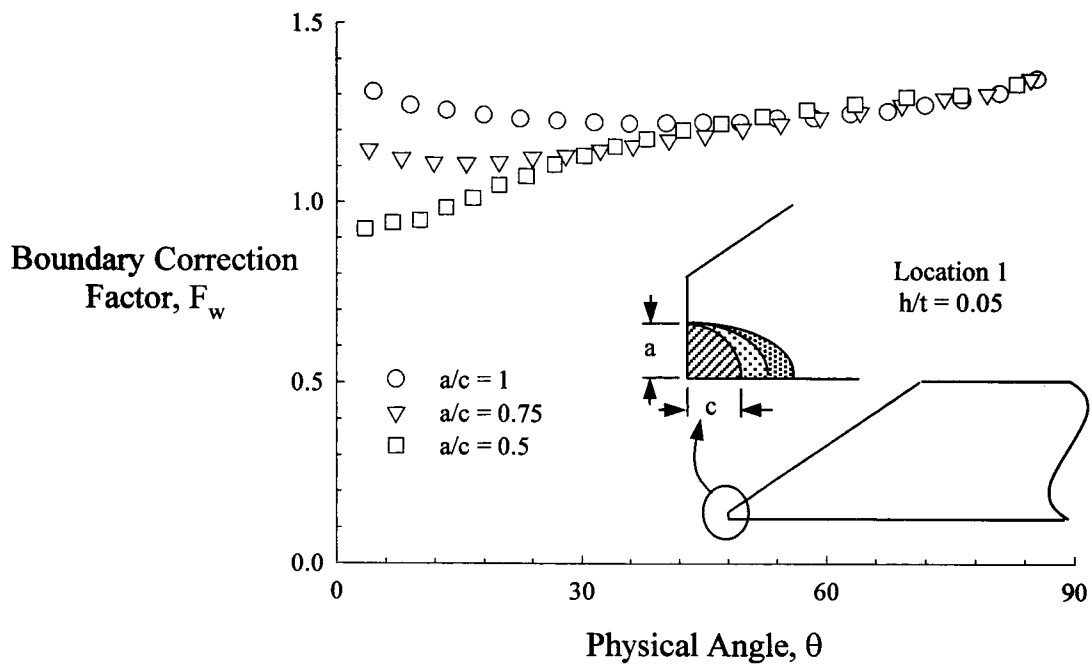 1.5
1.0
0.5
0.0
Boundary Correction
Factor, F_w
○ a/c = 1
▽ a/c = 0.75
□ a/c = 0.5
Location 1
h/t = 0.05
a
c
0
30
60
90
Physical Angle, θ